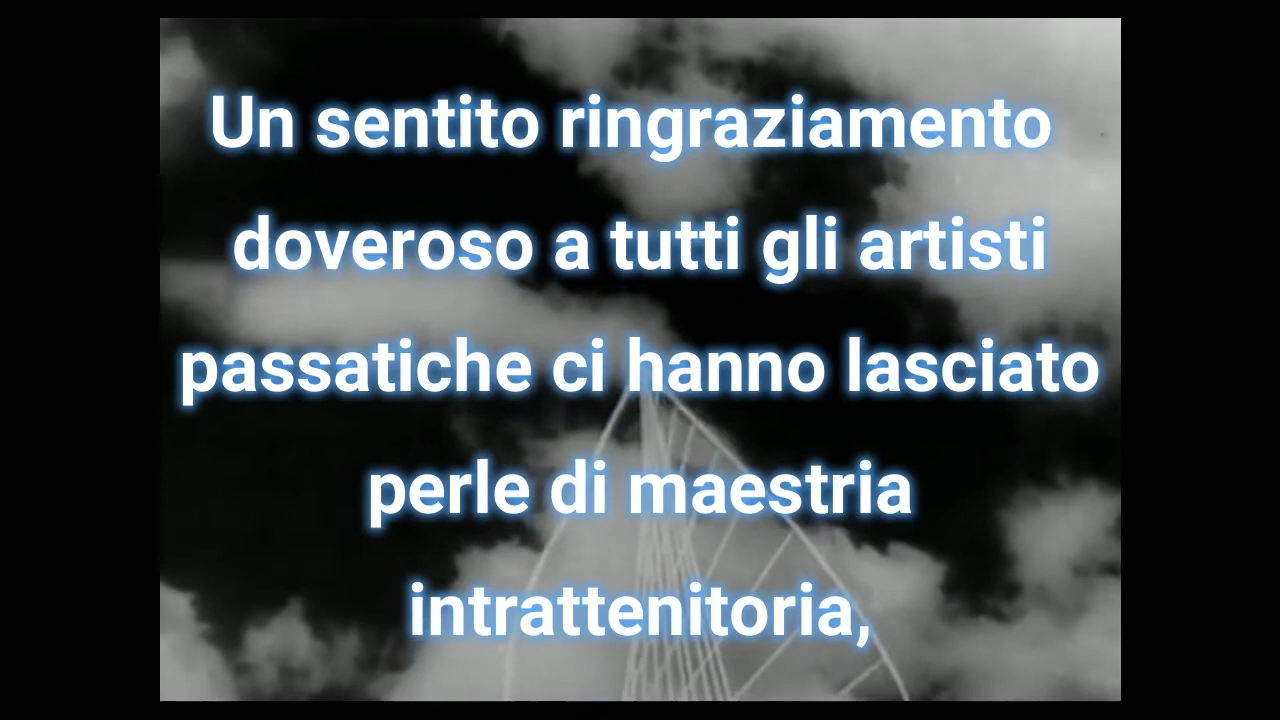 Un sentito ringraziamento
doveroso a tutti gli artisti
passatiche ci hanno lasciato
perle di maestria
intrattenitoria,